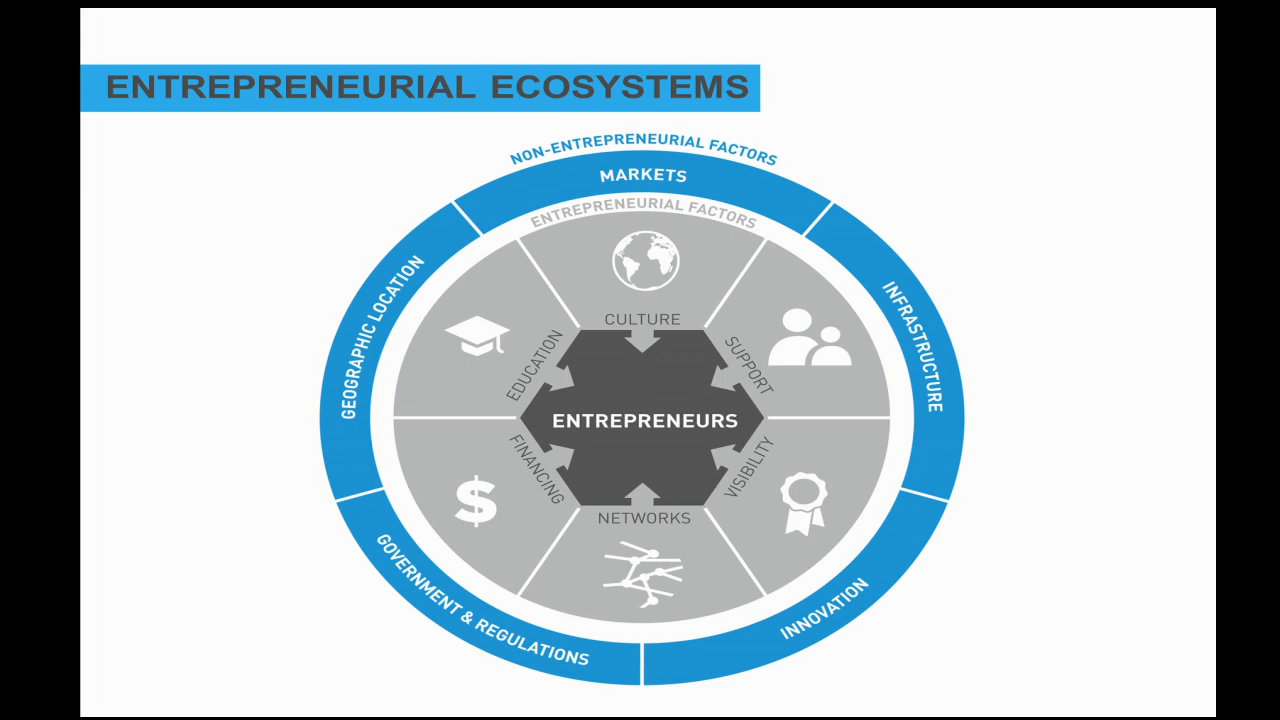 ENTREPRENEURIAL ECOSYSTEMS
NON-ENTREPRENEURIAL FACTORS
MARKETS
ENTREPRENEURIAL FACTORS
GEOGRAPHIC LOCATION
INFRASTRUCTURE
CULTURE
EDUCATION
SUPPORT
ENTREPRENEURS
FINANCING
VISIBILITY
NETWORKS
$
GOVERNMENT & REGULATIONS
INNOVATION